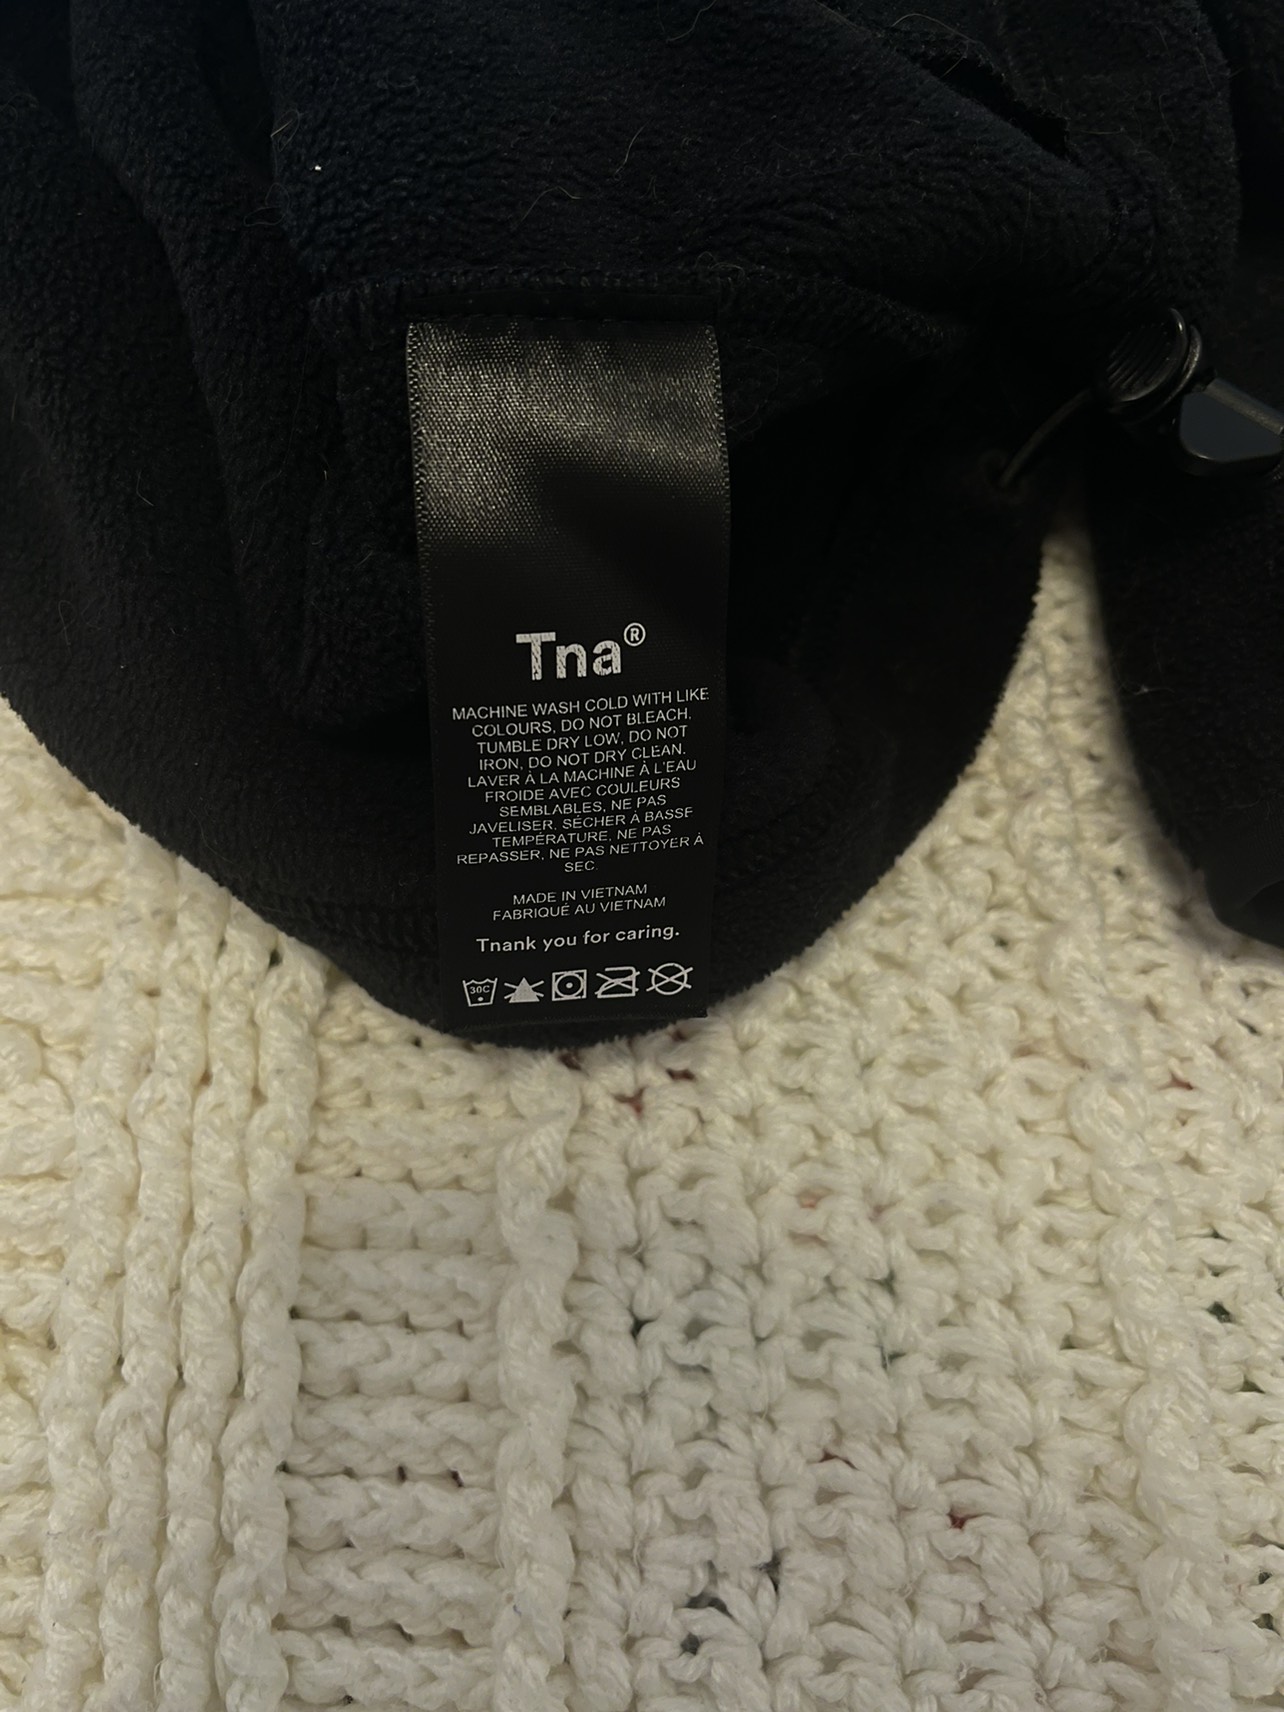 Tna®
MACHINE WASH COLD WITH LIKE
COLOURS, DO NOT BLEACH.
TUMBLE DRY LOW, DO NOT
IRON, DO NOT DRY CLEAN.
LAVER À LA MACHINE À L'EAU
FROIDE AVEC COULEURS
SEMBLABLES, NE PAS
JAVELISER, SÉCHER À BASSE
TEMPÉRATURE, NE PAS
REPASSER, NE PAS NETTOYER À
SEC.
MADE IN VIETNAM
FABRIQUÉ AU VIETNAM
Tnank you for caring.
30C